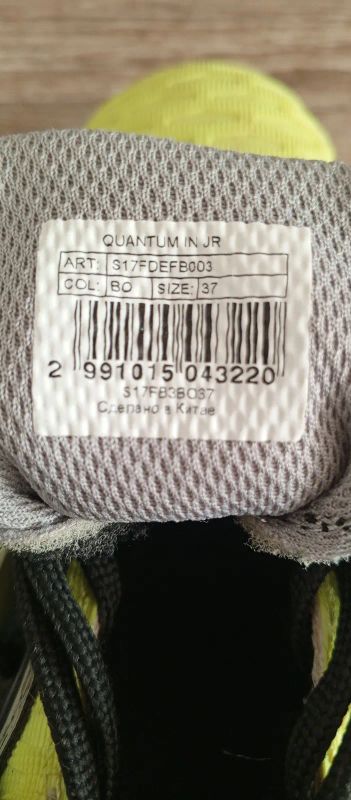 QUANTUM IN JR
ART: S17FDEFB003
COL: BO SIZE: 37
2 991015 043220
S17FB3BO37
Сделано в Китае